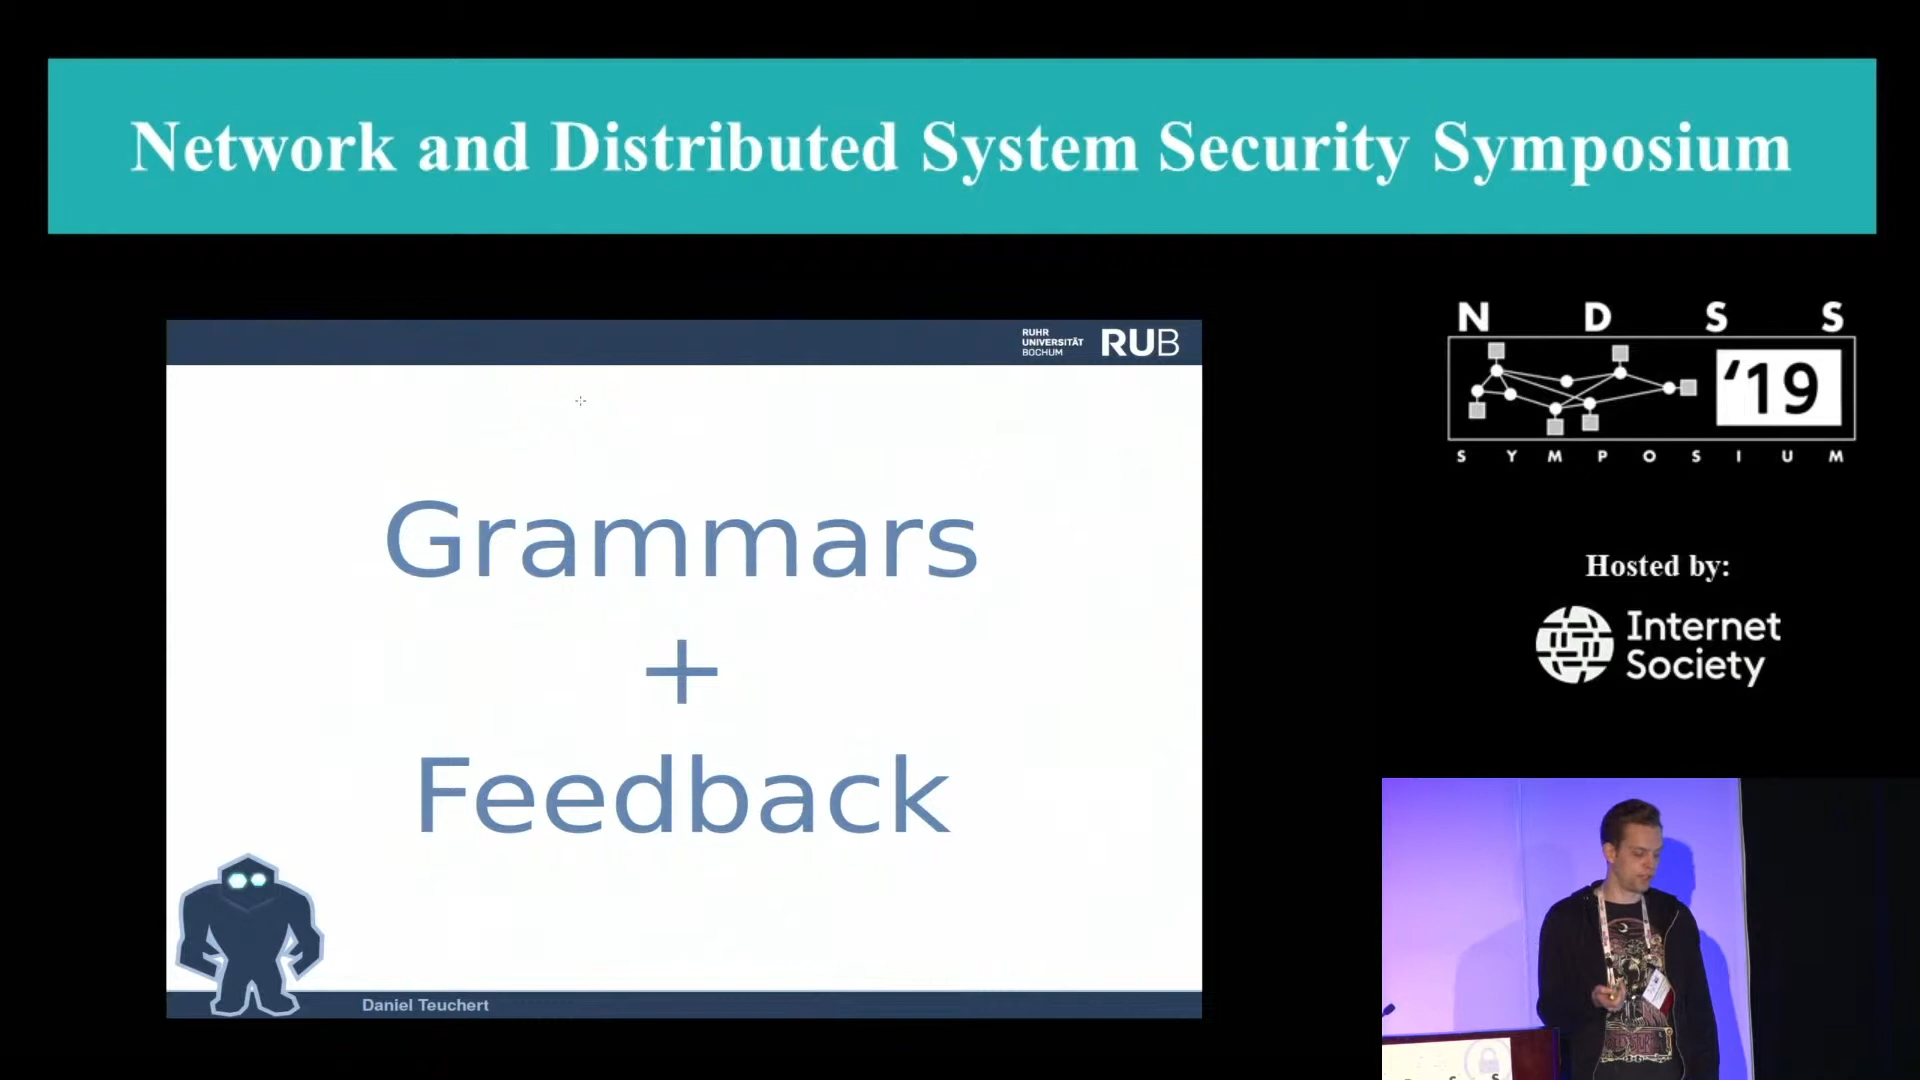 Network and Distributed System Security Symposium
RUHR
UNIVERSITÄT
BOCHUM
RUB
Grammars
+
Feedback
Daniel Teuchert
N D S S
'19
S Y M P O S I U M
Hosted by:
Internet
Society